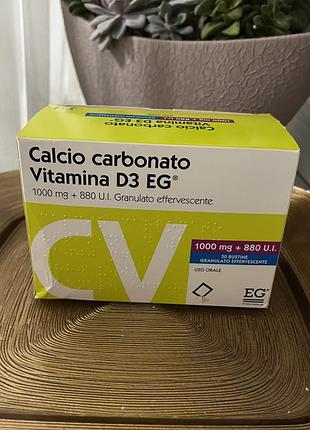 Calcio carbonato
Vitamina D3 EG®
1000 mg + 880 U.I. Granulato effervescente
1000 mg + 880 U.I.
30 BUSTINE
GRANULATO EFFERVESCENTE
USO ORALE
CV
EG